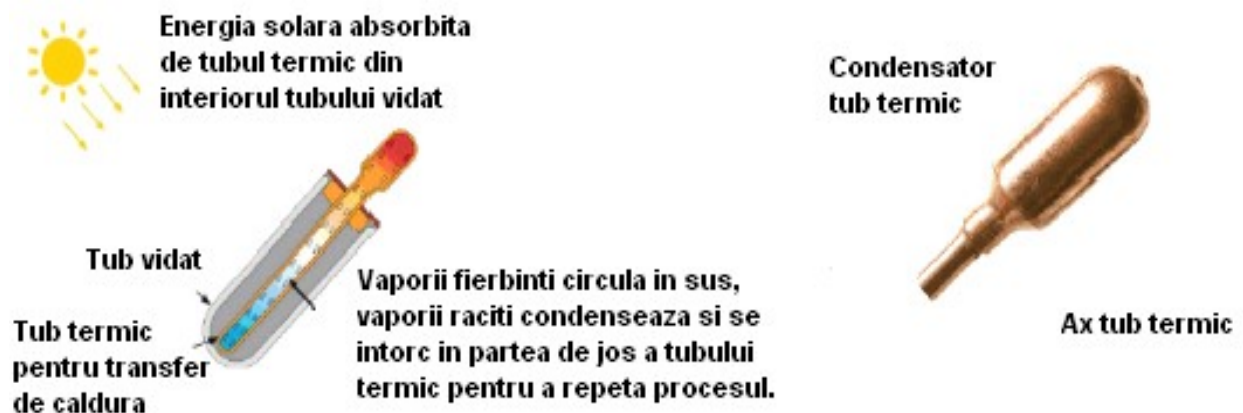 Energia solara absorbita
de tubul termic din
interiorul tubului vidat
Condensator
tub termic
Tub vidat
Tub termic
pentru transfer
de caldura
Vaporii fierbinti circula in sus,
vaporii raciti condenseaza si se
intorc in partea de jos a tubului
termic pentru a repeta procesul.
Ax tub termic